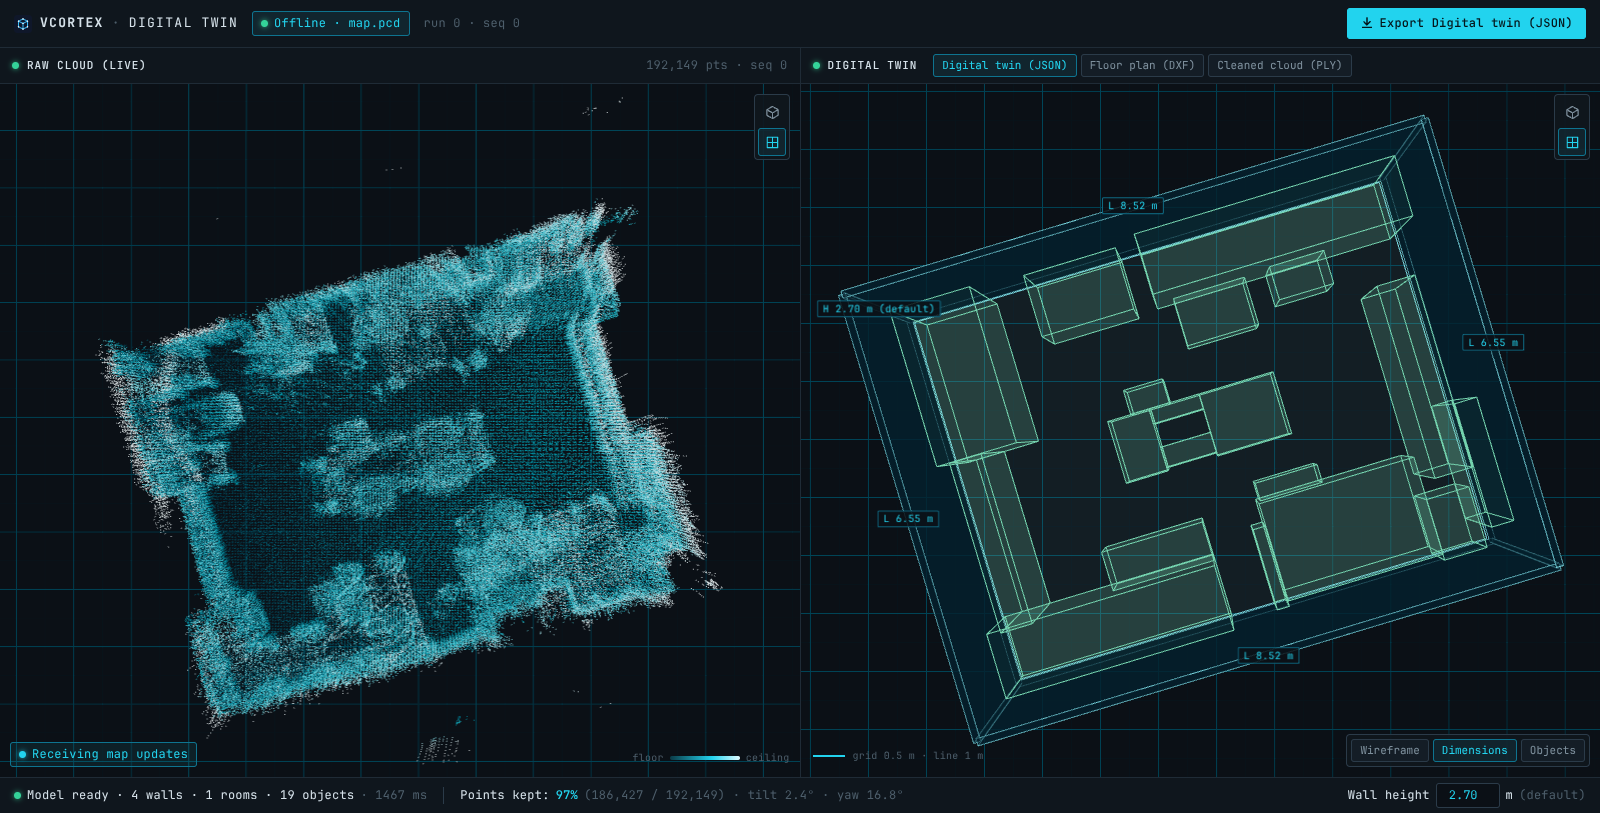 VCORTEX · DIGITAL TWIN
Offline · map.pcd
run 0 · seq 0
Export Digital twin (JSON)
RAW CLOUD (LIVE)
192,149 pts · seq 0
DIGITAL TWIN
Digital twin (JSON)
Floor plan (DXF)
Cleaned cloud (PLY)
L 8.52 m
H 2.70 m (default)
L 6.55 m
L 6.55 m
L 8.52 m
Receiving map updates
floor
ceiling
grid 0.5 m · line 1 m
Wireframe
Dimensions
Objects
Model ready · 4 walls · 1 rooms · 19 objects · 1467 ms
Points kept: 97% (186,427 / 192,149) · tilt 2.4° · yaw 16.8°
Wall height 2.70 m (default)